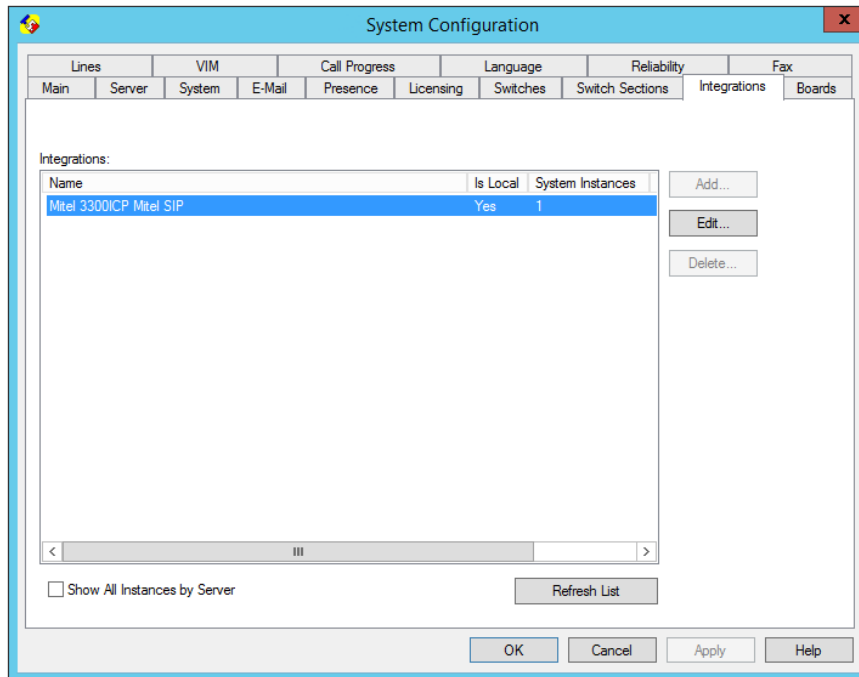 System Configuration
x
Lines VIM Call Progress Language Reliability Fax
Main Server System E-Mail Presence Licensing Switches Switch Sections Integrations Boards
Integrations:
Name Is Local System Instances
Add...
Mitel 3300ICP Mitel SIP Yes 1
Edit...
Delete...
Show All Instances by Server
Refresh List
OK Cancel Apply Help